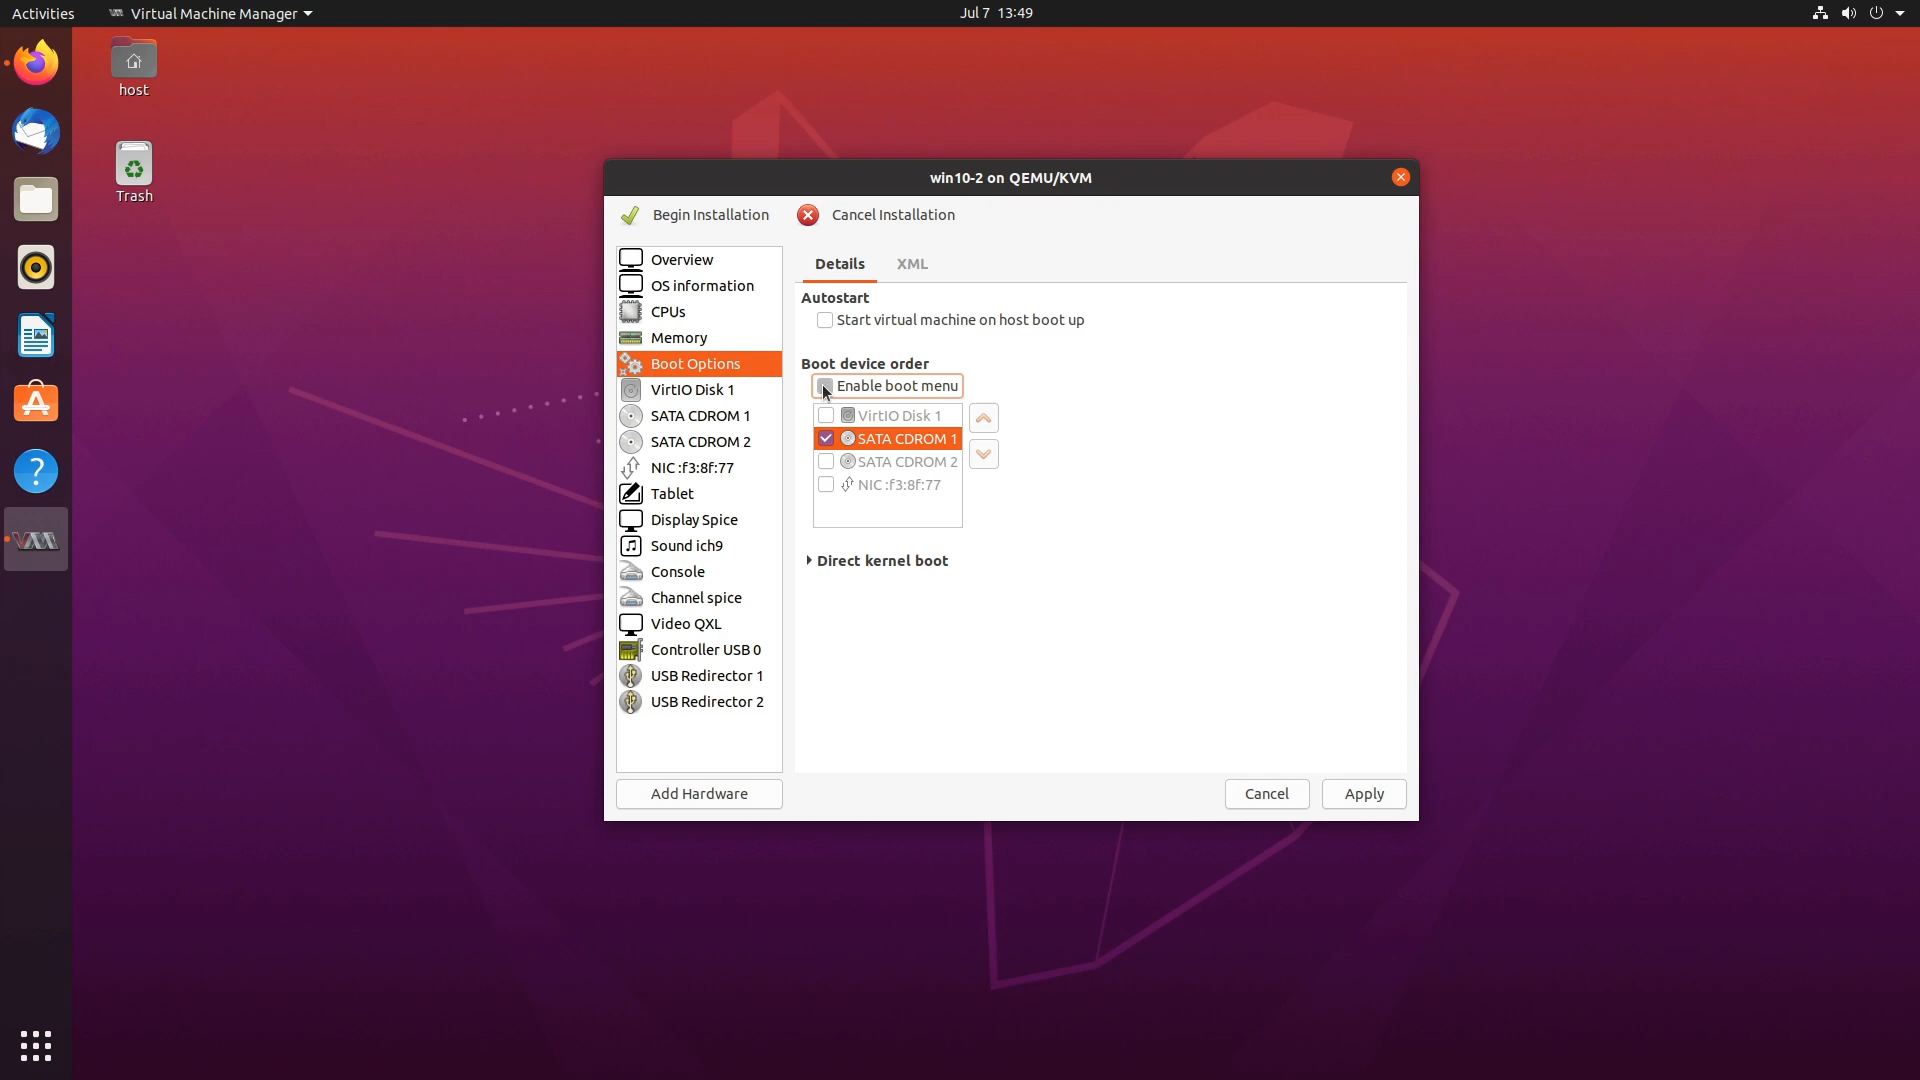 Activities
Virtual Machine Manager
Jul 7 13:49
host
Trash
win10-2 on QEMU/KVM
Begin Installation
Cancel Installation
Overview
OS information
CPUs
Memory
Boot Options
VirtIO Disk 1
SATA CDROM 1
SATA CDROM 2
NIC :f3:8f:77
Tablet
Display Spice
Sound ich9
Console
Channel spice
Video QXL
Controller USB 0
USB Redirector 1
USB Redirector 2
Add Hardware
Details
XML
Autostart
Start virtual machine on host boot up
Boot device order
Enable boot menu
VirtIO Disk 1
SATA CDROM 1
SATA CDROM 2
NIC :f3:8f:77
Direct kernel boot
Cancel
Apply